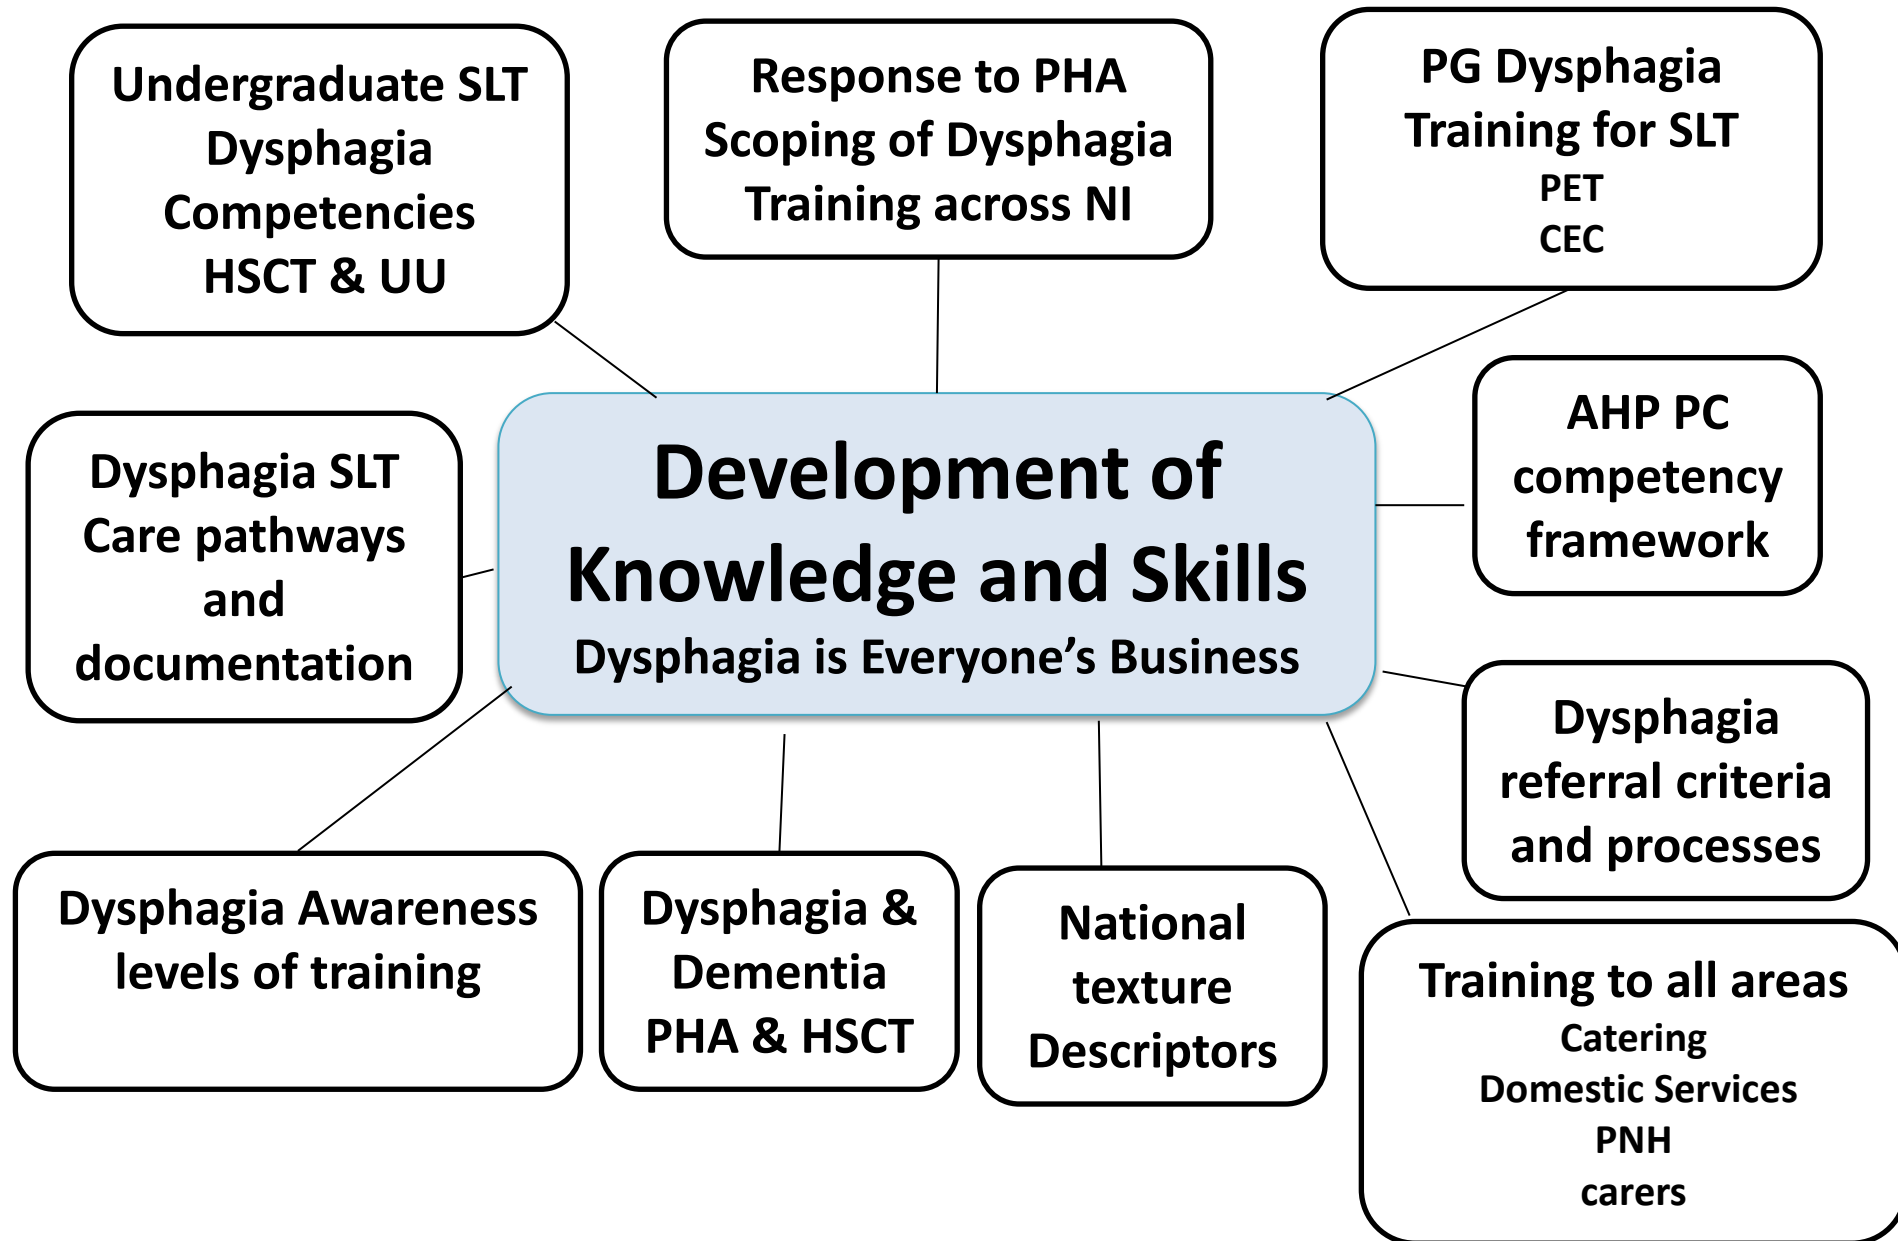 Undergraduate SLT
Dysphagia
Competencies
HSCT & UU
Response to PHA
Scoping of Dysphagia
Training across NI
PG Dysphagia
Training for SLT
PET
CEC
Dysphagia SLT
Care pathways
and
documentation
Development of
Knowledge and Skills
Dysphagia is Everyone’s Business
AHP PC
competency
framework
Dysphagia
referral criteria
and processes
Dysphagia Awareness
levels of training
Dysphagia &
Dementia
PHA & HSCT
National
texture
Descriptors
Training to all areas
Catering
Domestic Services
PNH
carers